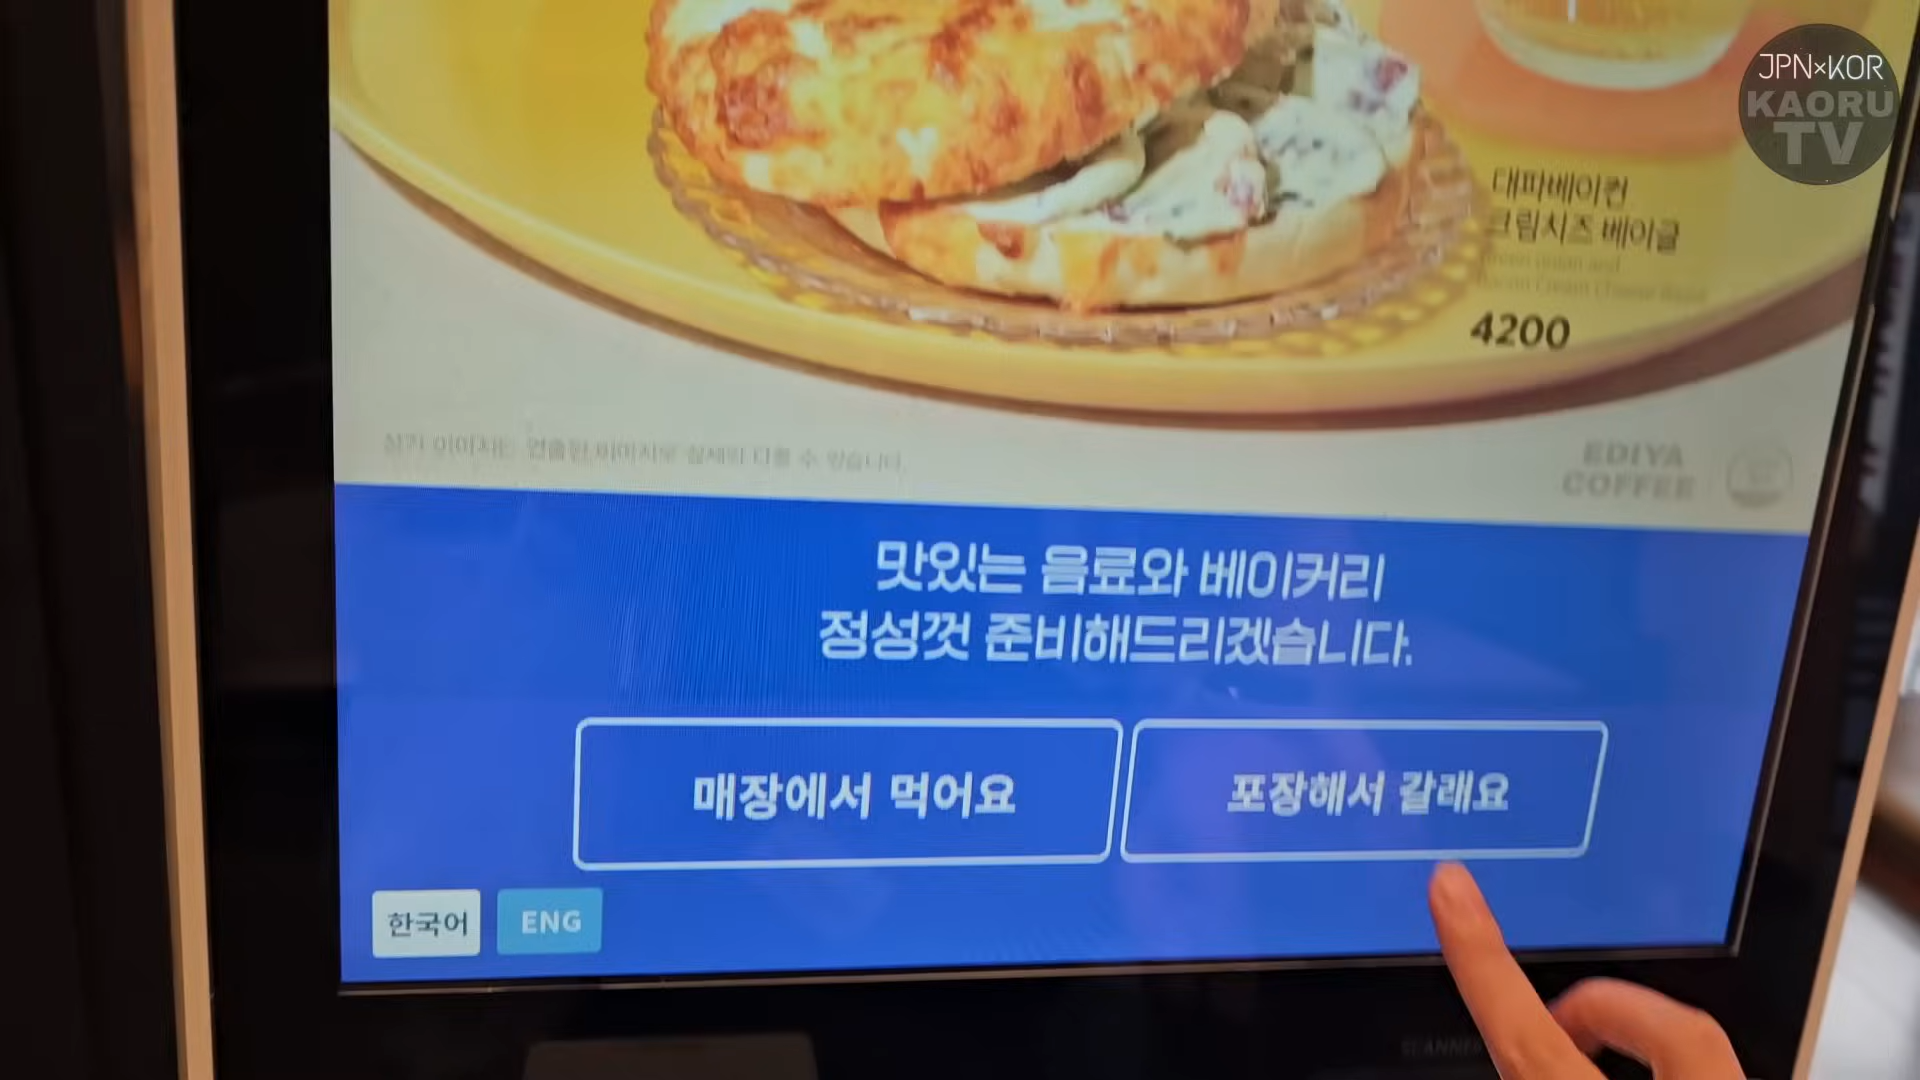 JPN×KOR
KAORU
TV
대파베이컨
크림치즈 베이글
4200
EDIYA
COFFEE
맛있는 음료와 베이커리
정성껏 준비해드리겠습니다.
매장에서 먹어요
포장해서 갈래요
한국어
ENG
SCANNER